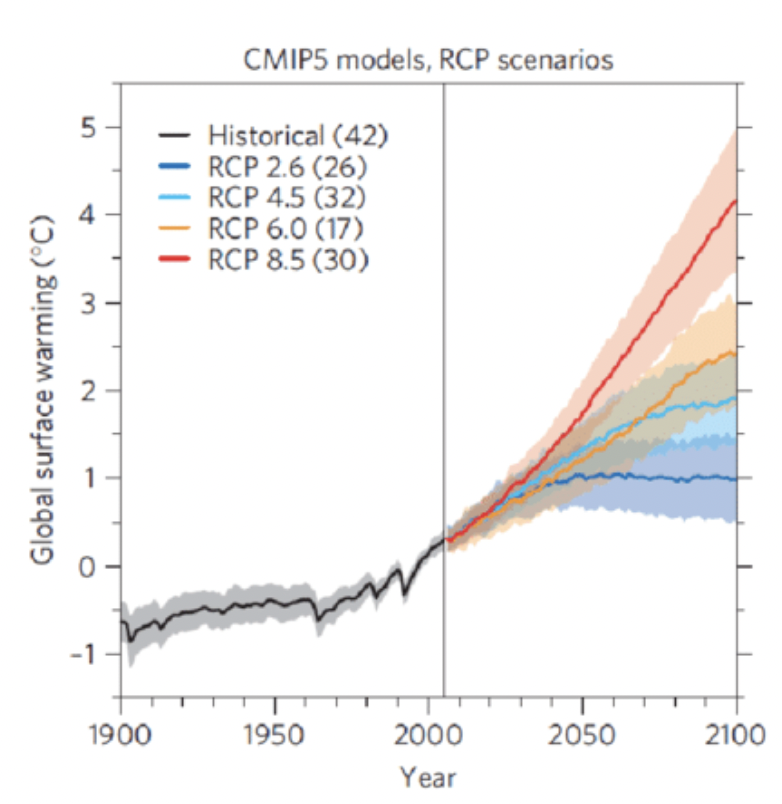 CMIP5 models, RCP scenarios
Historical (42)
RCP 2.6 (26)
RCP 4.5 (32)
RCP 6.0 (17)
RCP 8.5 (30)
Global surface warming (°C)
5
4
3
2
1
0
-1
1900 1950 2000 2050 2100
Year